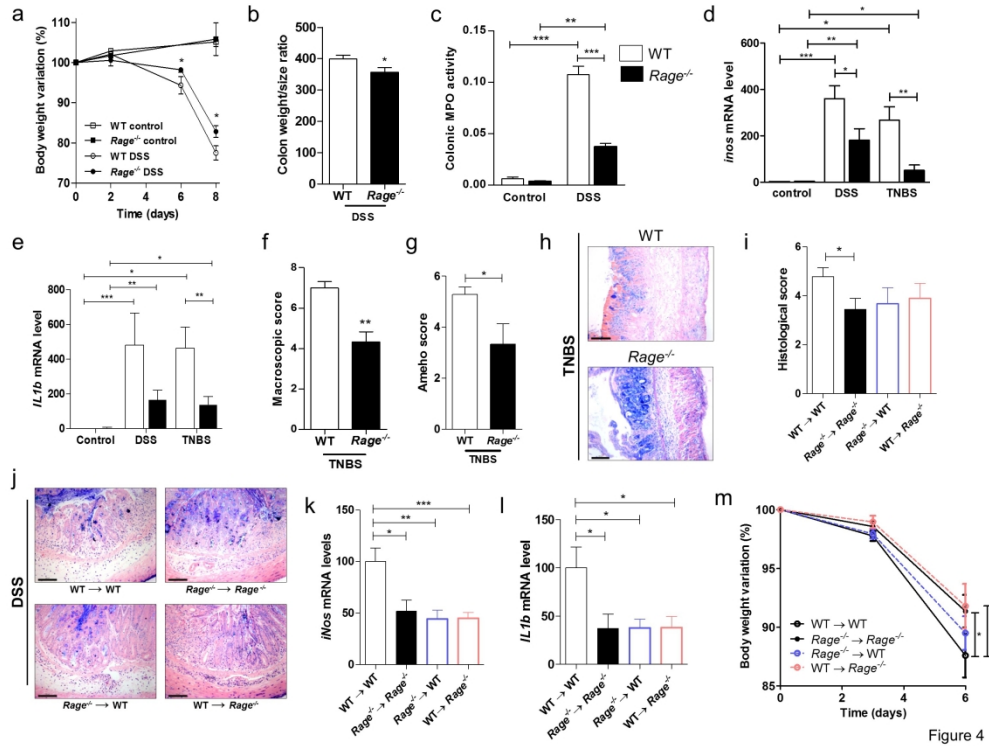 a
Body weight variation (%)
110
100
90
80
70
*
*
WT control
Rage-/- control
WT DSS
Rage-/- DSS
0 2 4 6 8
Time (days)
b
Colon weight/size ratio
500
400
300
200
100
0
*
WT Rage-/-
DSS
c
Colonic MPO activity
0.15
0.10
0.05
0.00
**
***
***
Control DSS
WT
Rage-/-
d
inos mRNA level
600
400
200
0
*
*
**
***
*
**
control DSS TNBS
e
IL1b mRNA level
800
600
400
200
0
*
*
**
***
**
Control DSS TNBS
f
Macroscopic score
8
6
4
2
0
**
WT Rage-/-
TNBS
g
Ameho score
6
4
2
0
*
WT Rage-/-
TNBS
h
TNBS
WT
Rage-/-
i
Histological score
6
4
2
0
*
WT → WT
Rage-/- → Rage-/-
Rage-/- → WT
WT → Rage-/-
j
DSS
WT → WT
Rage-/- → Rage-/-
Rage-/- → WT
WT → Rage-/-
k
iNos mRNA levels
150
100
50
0
***
**
*
WT → WT
Rage-/- → Rage-/-
Rage-/- → WT
WT → Rage-/-
l
IL1b mRNA level
150
100
50
0
*
*
*
WT → WT
Rage-/- → Rage-/-
Rage-/- → WT
WT → Rage-/-
m
Body weight variation (%)
100
95
90
85
WT → WT
Rage-/- → Rage-/-
Rage-/- → WT
WT → Rage-/-
*
0 2 4 6
Time (days)
Figure 4